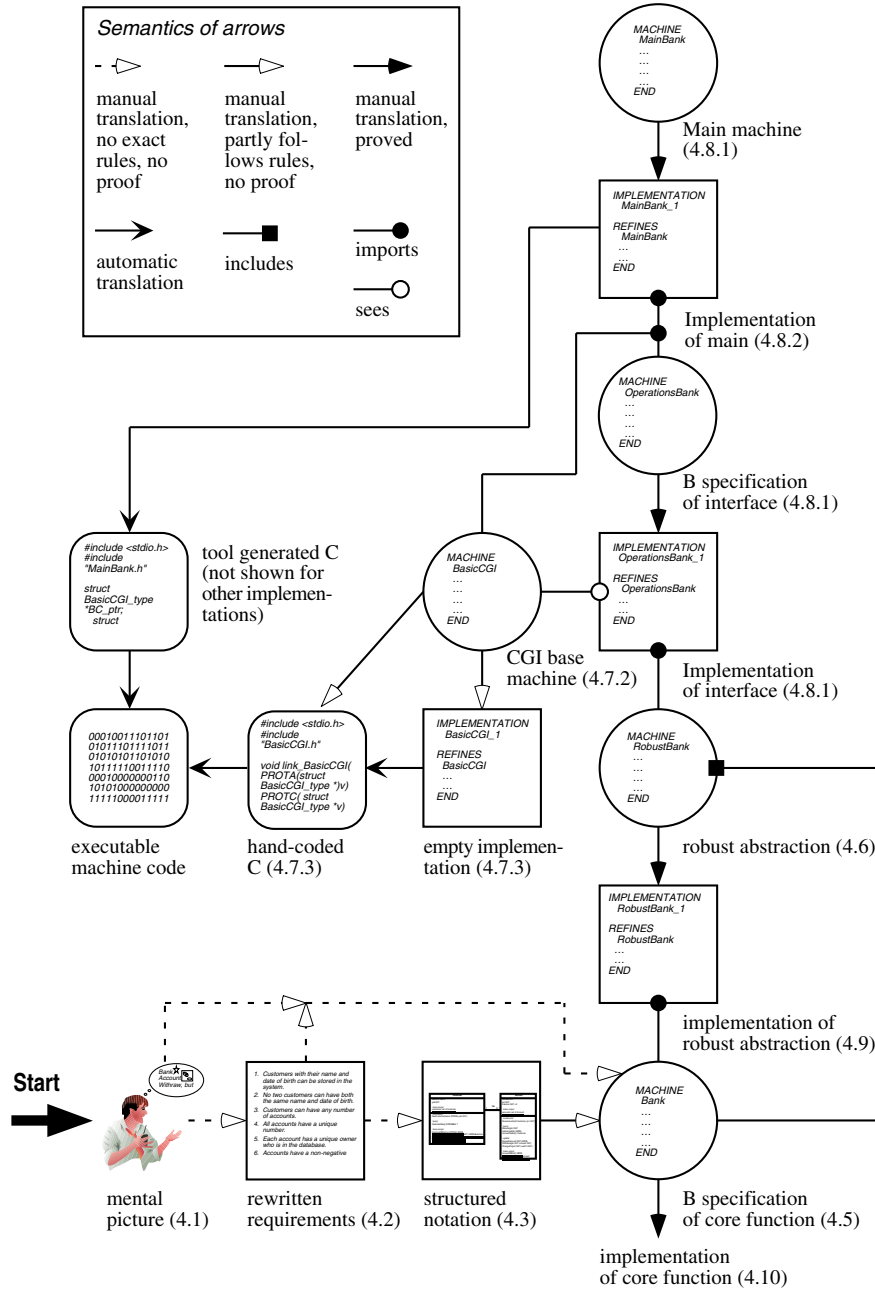 Semantics of arrows
manual
translation,
no exact
rules, no
proof
manual
translation,
partly fol-
lows rules,
no proof
manual
translation,
proved
automatic
translation
includes
imports
sees
MACHINE
MainBank
...
...
...
...
END
Main machine
(4.8.1)
IMPLEMENTATION
MainBank_1
REFINES
MainBank
...
...
END
Implementation
of main (4.8.2)
MACHINE
OperationsBank
...
...
...
...
END
B specification
of interface (4.8.1)
#include <stdio.h>
#include
"MainBank.h"
struct
BasicCGI_type
*BC_ptr;
struct
tool generated C
(not shown for
other implemen-
tations)
MACHINE
BasicCGI
...
...
...
...
END
CGI base
machine (4.7.2)
IMPLEMENTATION
OperationsBank_1
REFINES
OperationsBank
...
...
END
Implementation
of interface (4.8.1)
00010011101101
01011101111011
01010101101010
10111110011110
00010000000110
10101000000000
11111000011111
executable
machine code
#include <stdio.h>
#include
"BasicCGI.h"
void link_BasicCGI(
PROTA(struct
BasicCGI_type *)v)
PROTC( struct
BasicCGI_type *v)
hand-coded
C (4.7.3)
IMPLEMENTATION
BasicCGI_1
REFINES
BasicCGI
...
...
END
empty implemen-
tation (4.7.3)
MACHINE
RobustBank
...
...
...
...
END
robust abstraction (4.6)
IMPLEMENTATION
RobustBank_1
REFINES
RobustBank
...
...
END
implementation of
robust abstraction (4.9)
Start
Bank
Account
Withraw, but
mental
picture (4.1)
1. Customers with their name and
date of birth can be stored in the
system.
2. No two customers can have both
the same name and date of birth.
3. Customers can have any number
of accounts.
4. All accounts have a unique
number.
5. Each account has a unique owner
who is in the database.
6. Accounts have a non-negative
rewritten
requirements (4.2)
structured
notation (4.3)
MACHINE
Bank
...
...
...
...
END
B specification
of core function (4.5)
implementation
of core function (4.10)